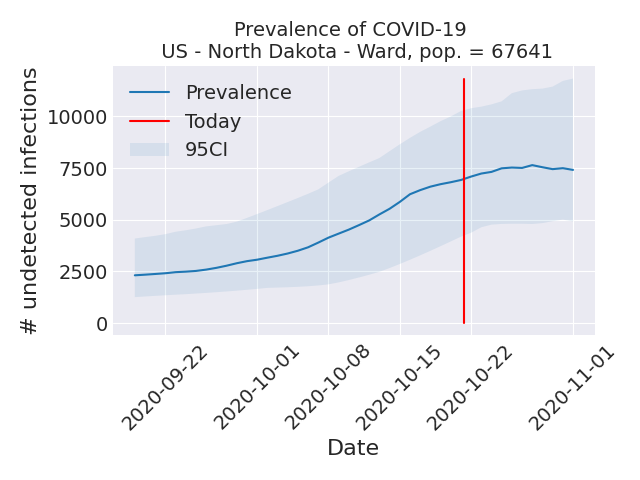 Prevalence of COVID-19
US - North Dakota - Ward, pop. = 67641
# undetected infections
10000
7500
5000
2500
0
Prevalence
Today
95CI
2020-09-22
2020-10-01
2020-10-08
2020-10-15
2020-10-22
2020-11-01
Date